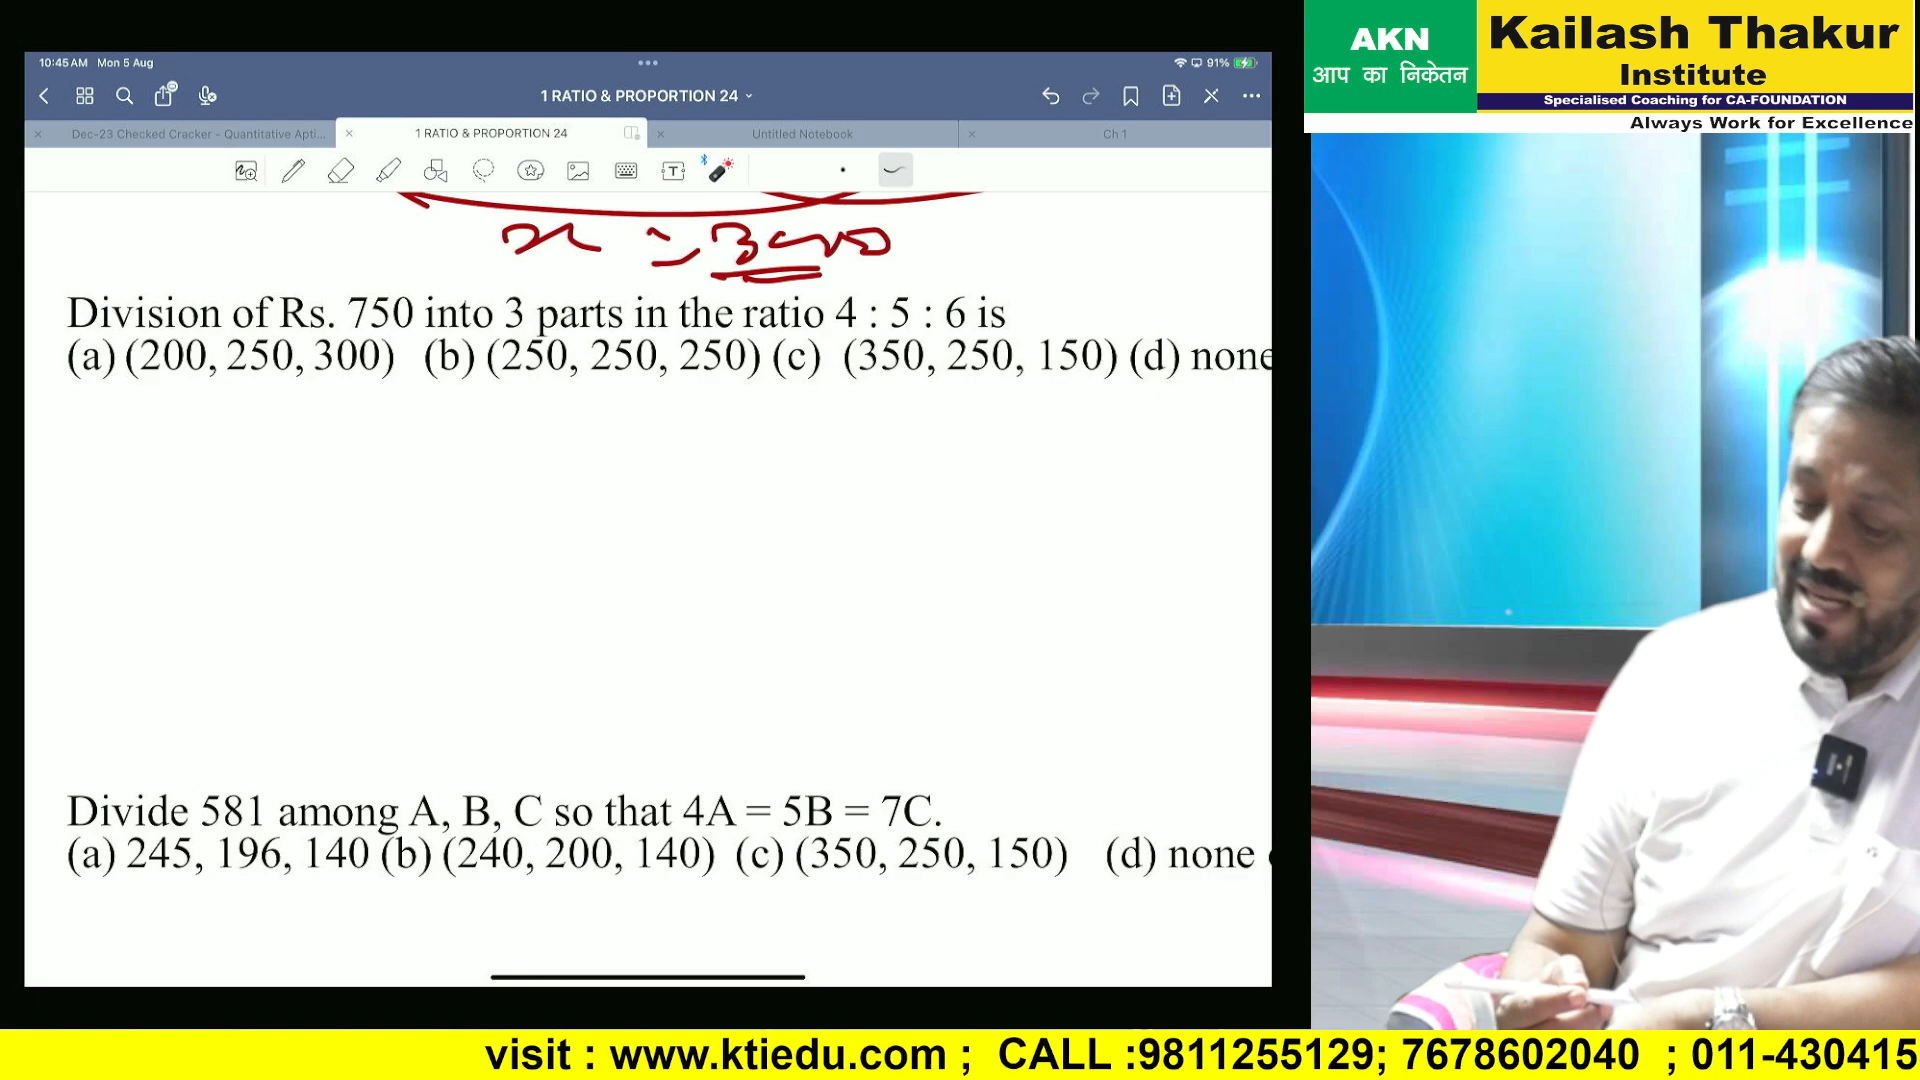 AKN
आप का निकेतन
Kailash Thakur
Institute
Specialised Coaching for CA-FOUNDATION
Always Work for Excellence
10:45 AM Mon 5 Aug
91%
1 RATIO & PROPORTION 24
Dec-23 Checked Cracker - Quantitative Apti...
1 RATIO & PROPORTION 24
Untitled Notebook
Ch 1
Division of Rs. 750 into 3 parts in the ratio 4 : 5 : 6 is
(a) (200, 250, 300) (b) (250, 250, 250) (c) (350, 250, 150) (d) none
Divide 581 among A, B, C so that 4A = 5B = 7C.
(a) 245, 196, 140 (b) (240, 200, 140) (c) (350, 250, 150) (d) none
visit : www.ktiedu.com ; CALL :9811255129; 7678602040 ; 011-430415